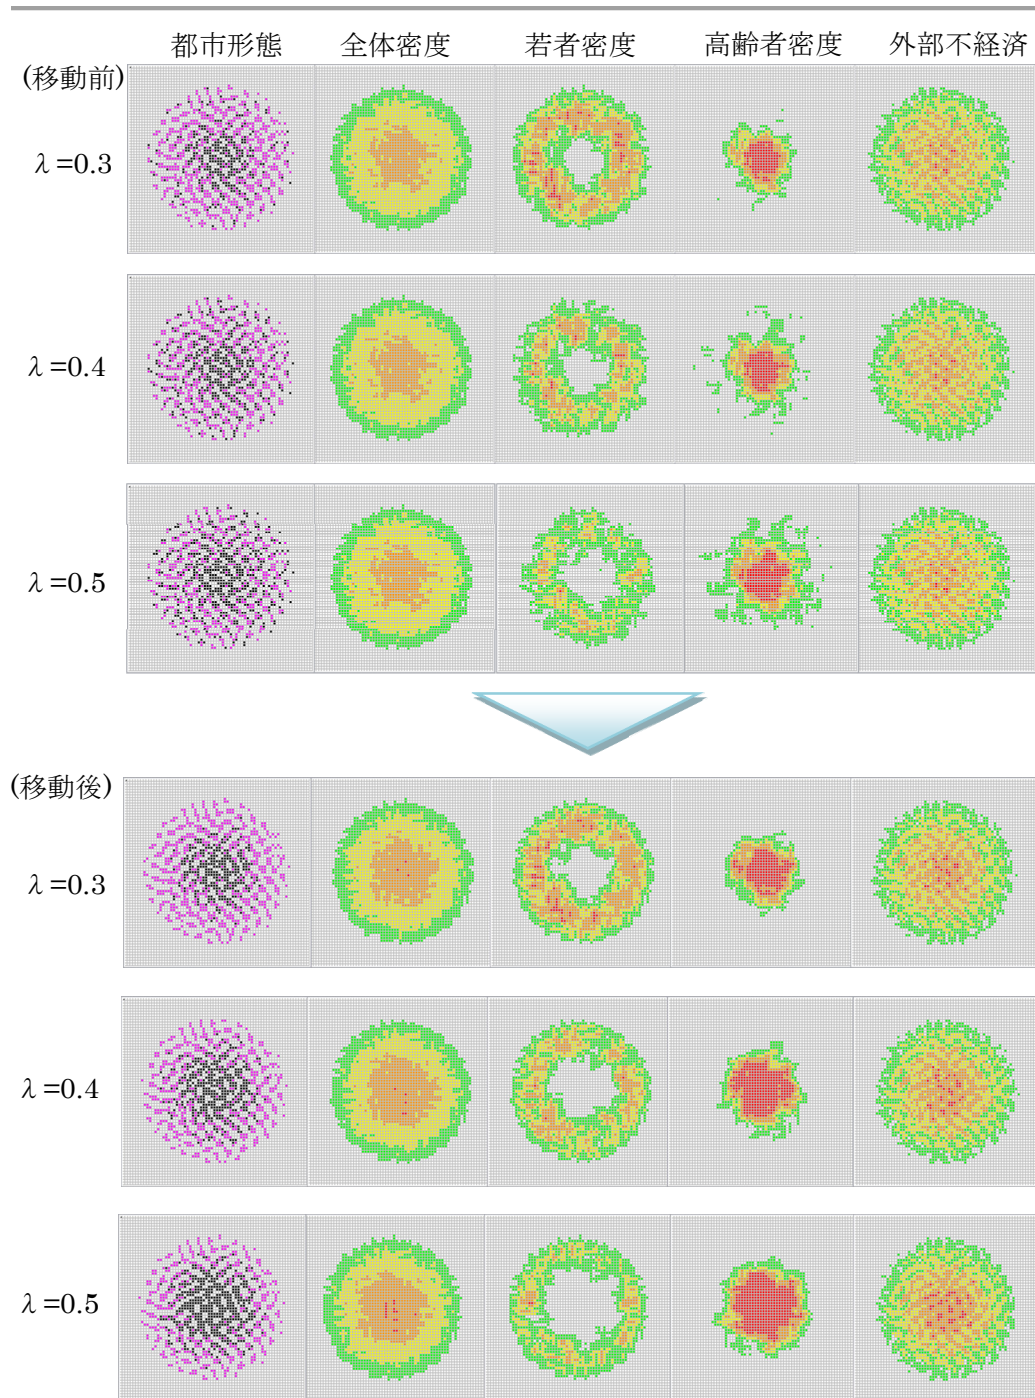 都市形態 全体密度 若者密度 高齢者密度 外部不経済
(移動前)
λ=0.3
λ=0.4
λ=0.5
(移動後)
λ=0.3
λ=0.4
λ=0.5